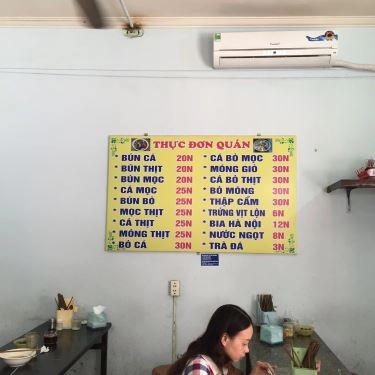 THỰC ĐƠN QUÁN
* BÚN CÁ 20N
* BÚN THỊT 20N
* BÚN MỌC 20N
* CÁ MỌC 25N
* BÚN BÒ 25N
* MỌC THỊT 25N
* CÁ THỊT 25N
* MÓNG THỊT 25N
* BÒ CÁ 30N
* CÁ BÒ MỌC 30N
* MÓNG GIÒ 30N
* CÁ BÒ THỊT 30N
* BÒ MÓNG 30N
* THẬP CẨM 30N
* TRỨNG VỊT LỘN 6N
* BIA HÀ NỘI 12N
* NƯỚC NGỌT 8N
* TRÀ ĐÁ 3N